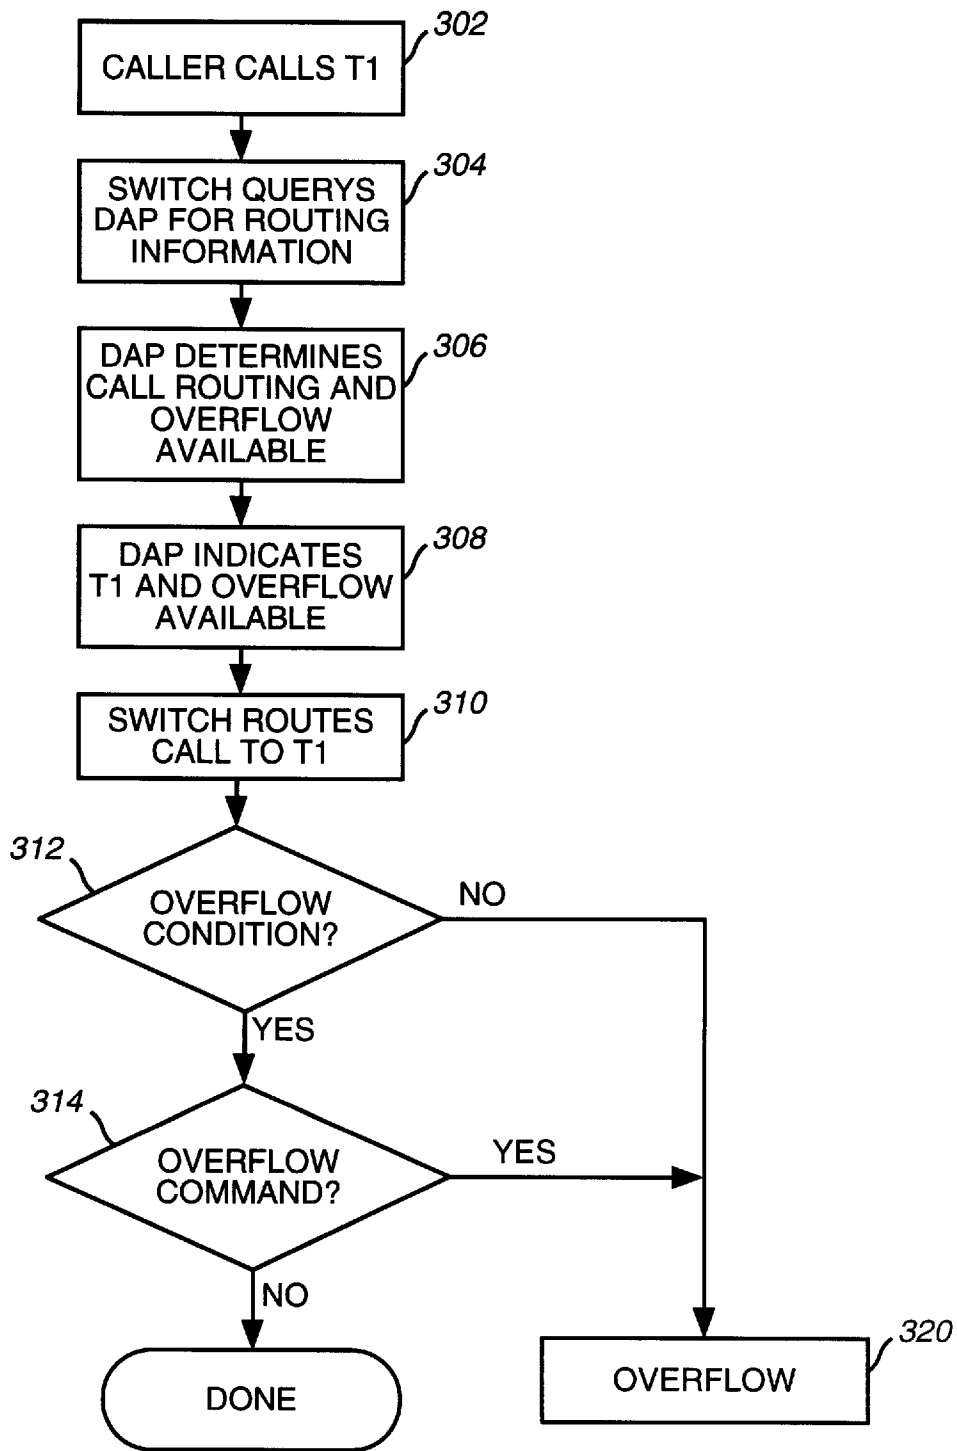 302
CALLER CALLS T1
304
SWITCH QUERYS
DAP FOR ROUTING
INFORMATION
306
DAP DETERMINES
CALL ROUTING AND
OVERFLOW
AVAILABLE
308
DAP INDICATES
T1 AND OVERFLOW
AVAILABLE
310
SWITCH ROUTES
CALL TO T1
312
OVERFLOW
CONDITION?
NO
YES
314
OVERFLOW
COMMAND?
YES
NO
DONE
320
OVERFLOW